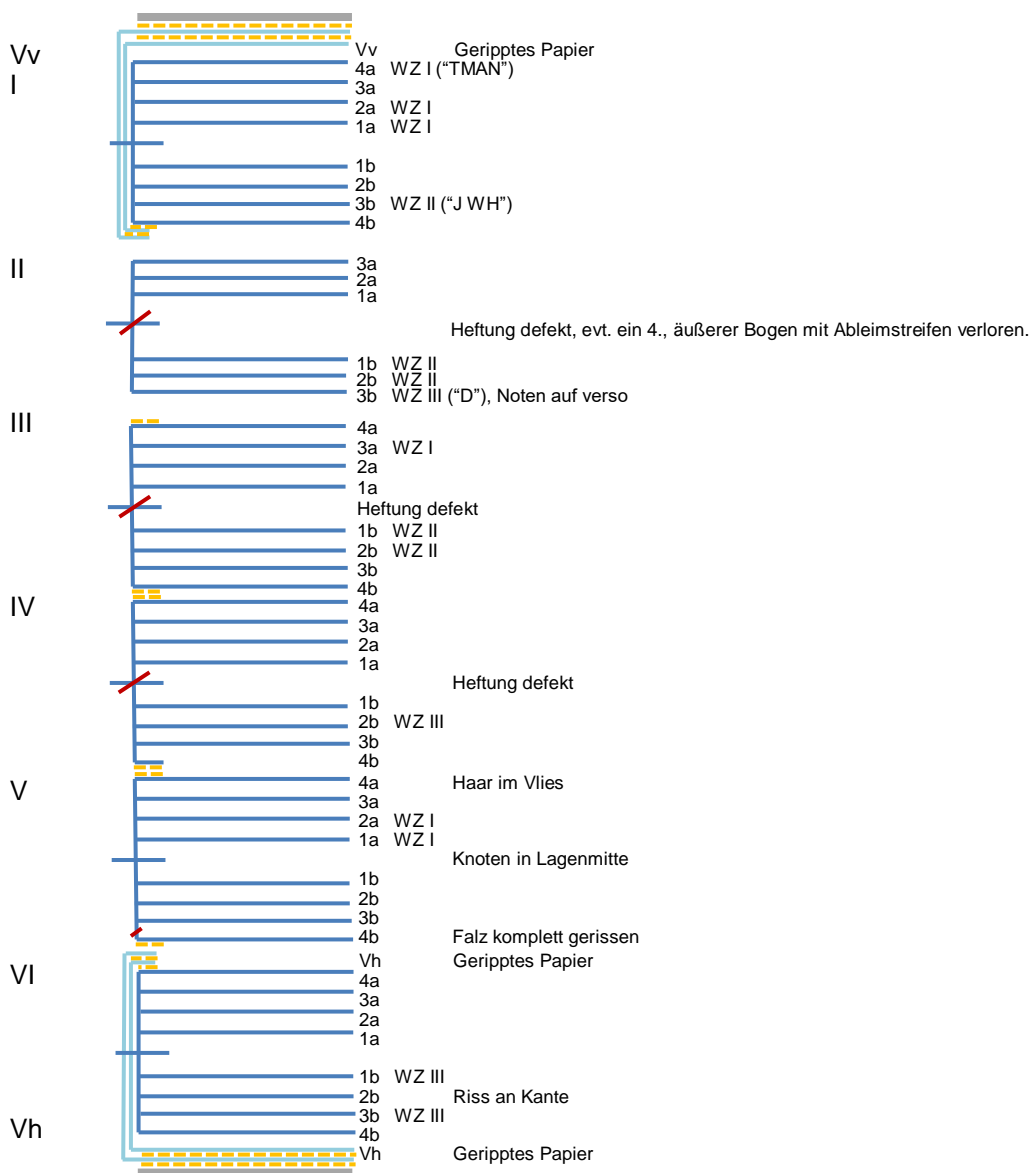 Vv Geripptes Papier
Vv
4a WZ I (“TMAN”)
I
3a
2a WZ I
1a WZ I
1b
2b
3b WZ II (“J WH”)
4b
II
3a
2a
1a
Heftung defekt, evt. ein 4., äußerer Bogen mit Ableimstreifen verloren.
1b WZ II
2b WZ II
3b WZ III (“D”), Noten auf verso
III
4a
3a WZ I
2a
1a
Heftung defekt
1b WZ II
2b WZ II
3b
4b
IV
4a
3a
2a
1a
Heftung defekt
1b
2b WZ III
3b
4b
V
4a Haar im Vlies
3a
2a WZ I
1a WZ I
Knoten in Lagenmitte
1b
2b
3b
4b Falz komplett gerissen
Vh Geripptes Papier
VI
4a
3a
2a
1a
1b WZ III
2b Riss an Kante
3b WZ III
Vh
4b
Vh Geripptes Papier